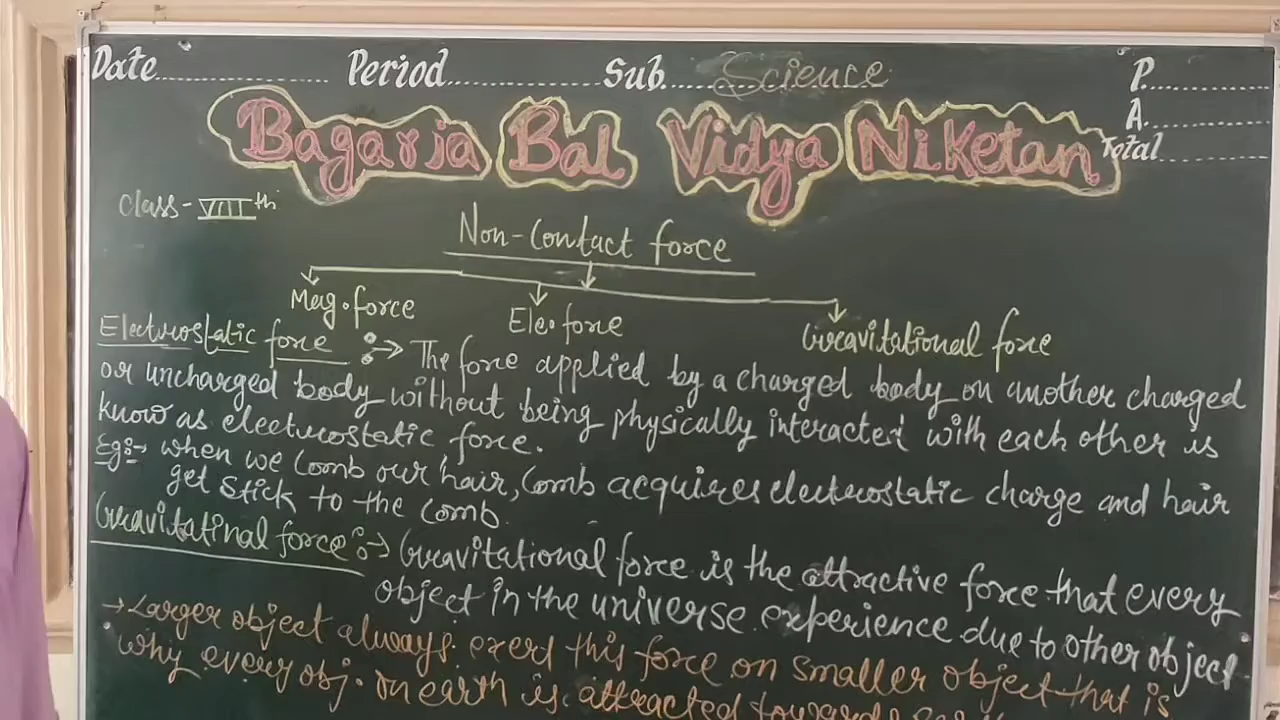 Date............ Period............ Sub....Science
P.............
A.............
Total.............
Bagaria Bal Vidya Niketan
Class - VIIIth
Non-Contact force
Mag. force
Ele. force
Gravitational force
Electrostatic force :→ The force applied by a charged body on another charged
or uncharged body without being physically interacted with each other is
know as electrostatic force.
Eg:- when we comb our hair, comb acquires electrostatic charge and hair
get stick to the comb.
Gravitatinal force :→ Gravitational force is the attractive force that every
object in the universe experience due to other object.
→ Larger object always exerd this force on smaller object that is
why every obj. on earth is attracted towards